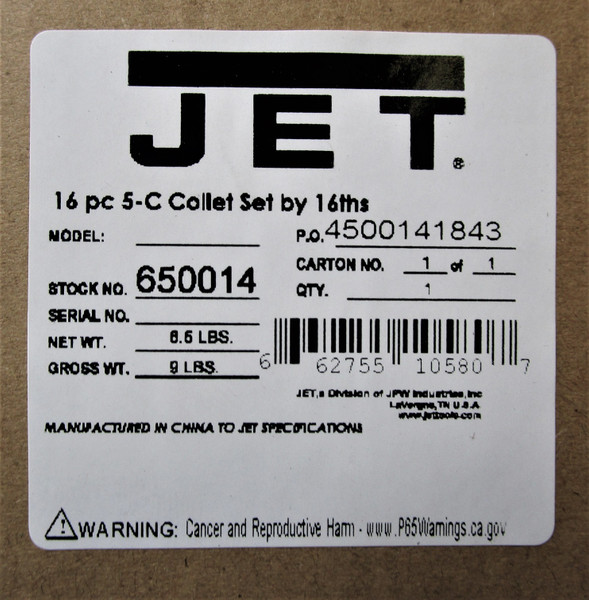 JET®
16 pc 5-C Collet Set by 16ths
MODEL:
P.O. 4500141843
STOCK NO. 650014
CARTON NO. 1 of 1
QTY. 1
SERIAL NO.
NET WT. 6.5 LBS.
GROSS WT. 9 LBS.
6 62755 10580 7
JET, a Division of JPW Industries, Inc
LaVergne, TN U.S.A.
www.jettools.com
MANUFACTURED IN CHINA TO JET SPECIFICATIONS
WARNING: Cancer and Reproductive Harm - www.P65Warnings.ca.gov